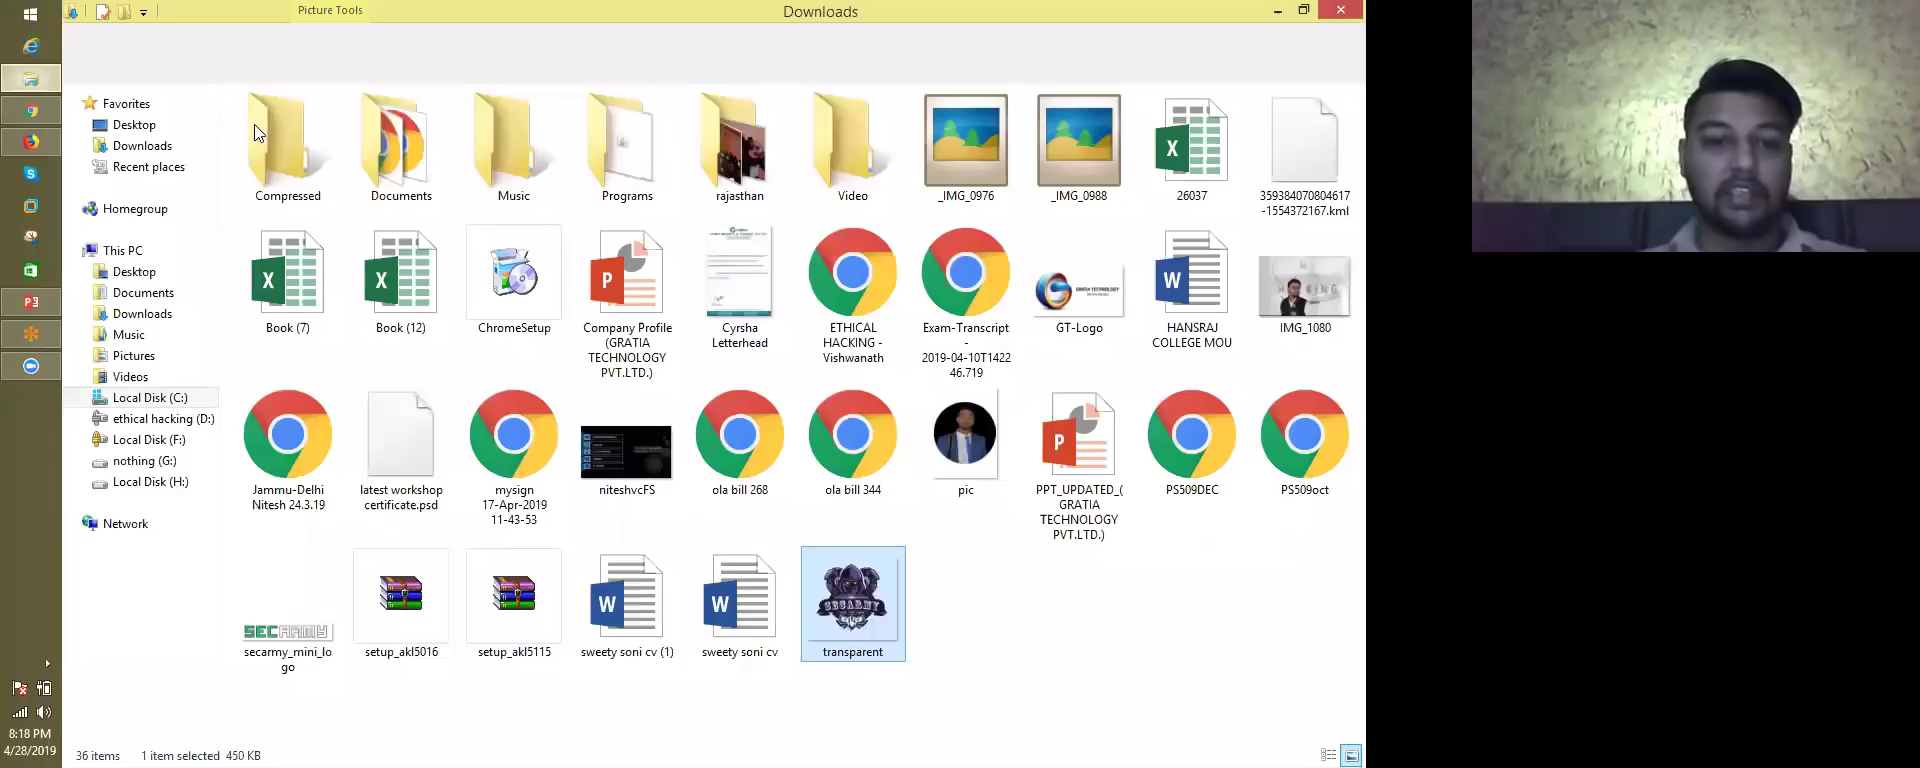 Picture Tools
Downloads
Favorites
Desktop
Downloads
Recent places
Homegroup
This PC
Desktop
Documents
Downloads
Music
Pictures
Videos
Local Disk (C:)
ethical hacking (D:)
Local Disk (F:)
nothing (G:)
Local Disk (H:)
Network
Compressed
Documents
Music
Programs
rajasthan
Video
_IMG_0976
_IMG_0988
26037
359384070804617
-1554372167.kml
Book (7)
Book (12)
ChromeSetup
Company Profile
(GRATIA
TECHNOLOGY
PVT.LTD.)
Cyrsha
Letterhead
ETHICAL
HACKING -
Vishwanath
Exam-Transcript
-
2019-04-10T1422
46.719
GT-Logo
HANSRAJ
COLLEGE MOU
IMG_1080
Jammu-Delhi
Nitesh 24.3.19
latest workshop
certificate.psd
mysign
17-Apr-2019
11-43-53
niteshvcFS
ola bill 268
ola bill 344
pic
PPT_UPDATED_(
GRATIA
TECHNOLOGY
PVT.LTD.)
PS509DEC
PS509oct
SECARMY
secarmy_mini_lo
go
setup_akl5016
setup_akl5115
sweety soni cv (1)
sweety soni cv
SECARMY
transparent
8:18 PM
4/28/2019
36 items
1 item selected 450 KB